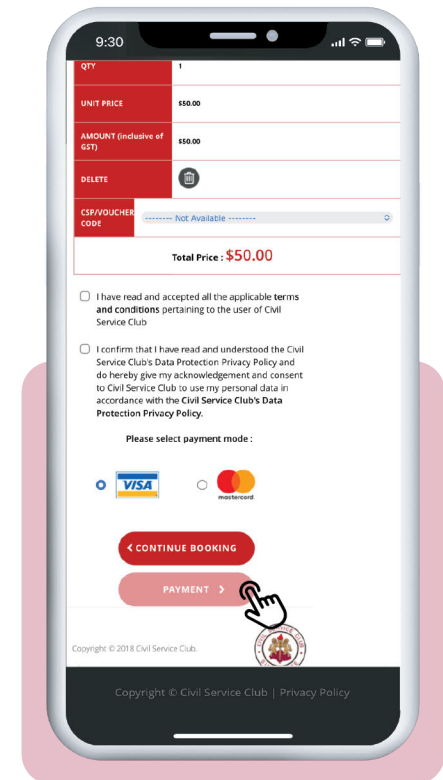 9:30
QTY 1
UNIT PRICE $50.00
AMOUNT (inclusive of
GST) $50.00
DELETE
CSP/VOUCHER
CODE -------- Not Available --------
Total Price : $50.00
I have read and accepted all the applicable terms
and conditions pertaining to the user of Civil
Service Club
I confirm that I have read and understood the Civil
Service Club's Data Protection Privacy Policy and
do hereby give my acknowledgement and consent
to Civil Service Club to use my personal data in
accordance with the Civil Service Club's Data
Protection Privacy Policy.
Please select payment mode :
VISA
mastercard
CONTINUE BOOKING
PAYMENT
Copyright © 2018 Civil Service Club.
Copyright © Civil Service Club | Privacy Policy